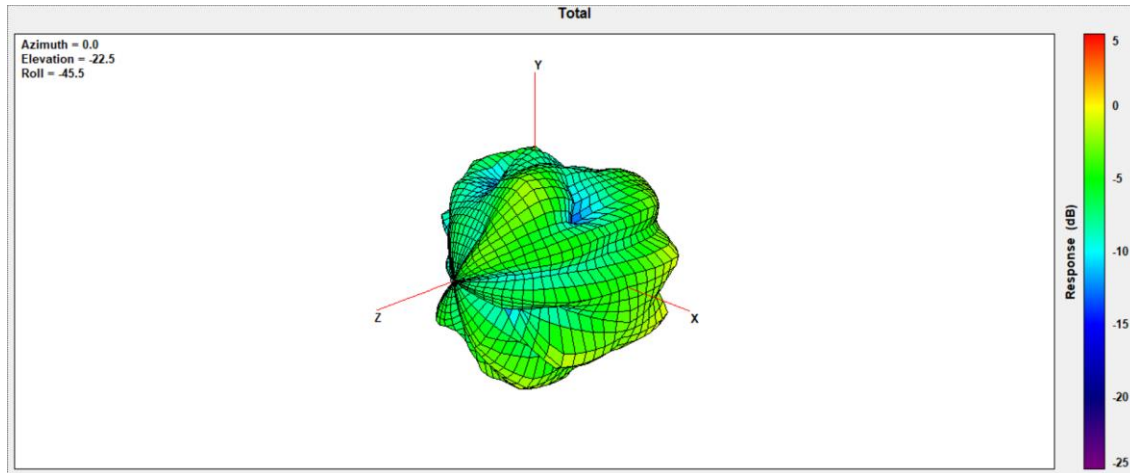 Total
Azimuth = 0.0
Elevation = -22.5
Roll = -45.5
Y
Z
X
5
0
-5
-10
-15
-20
-25
Response (dB)